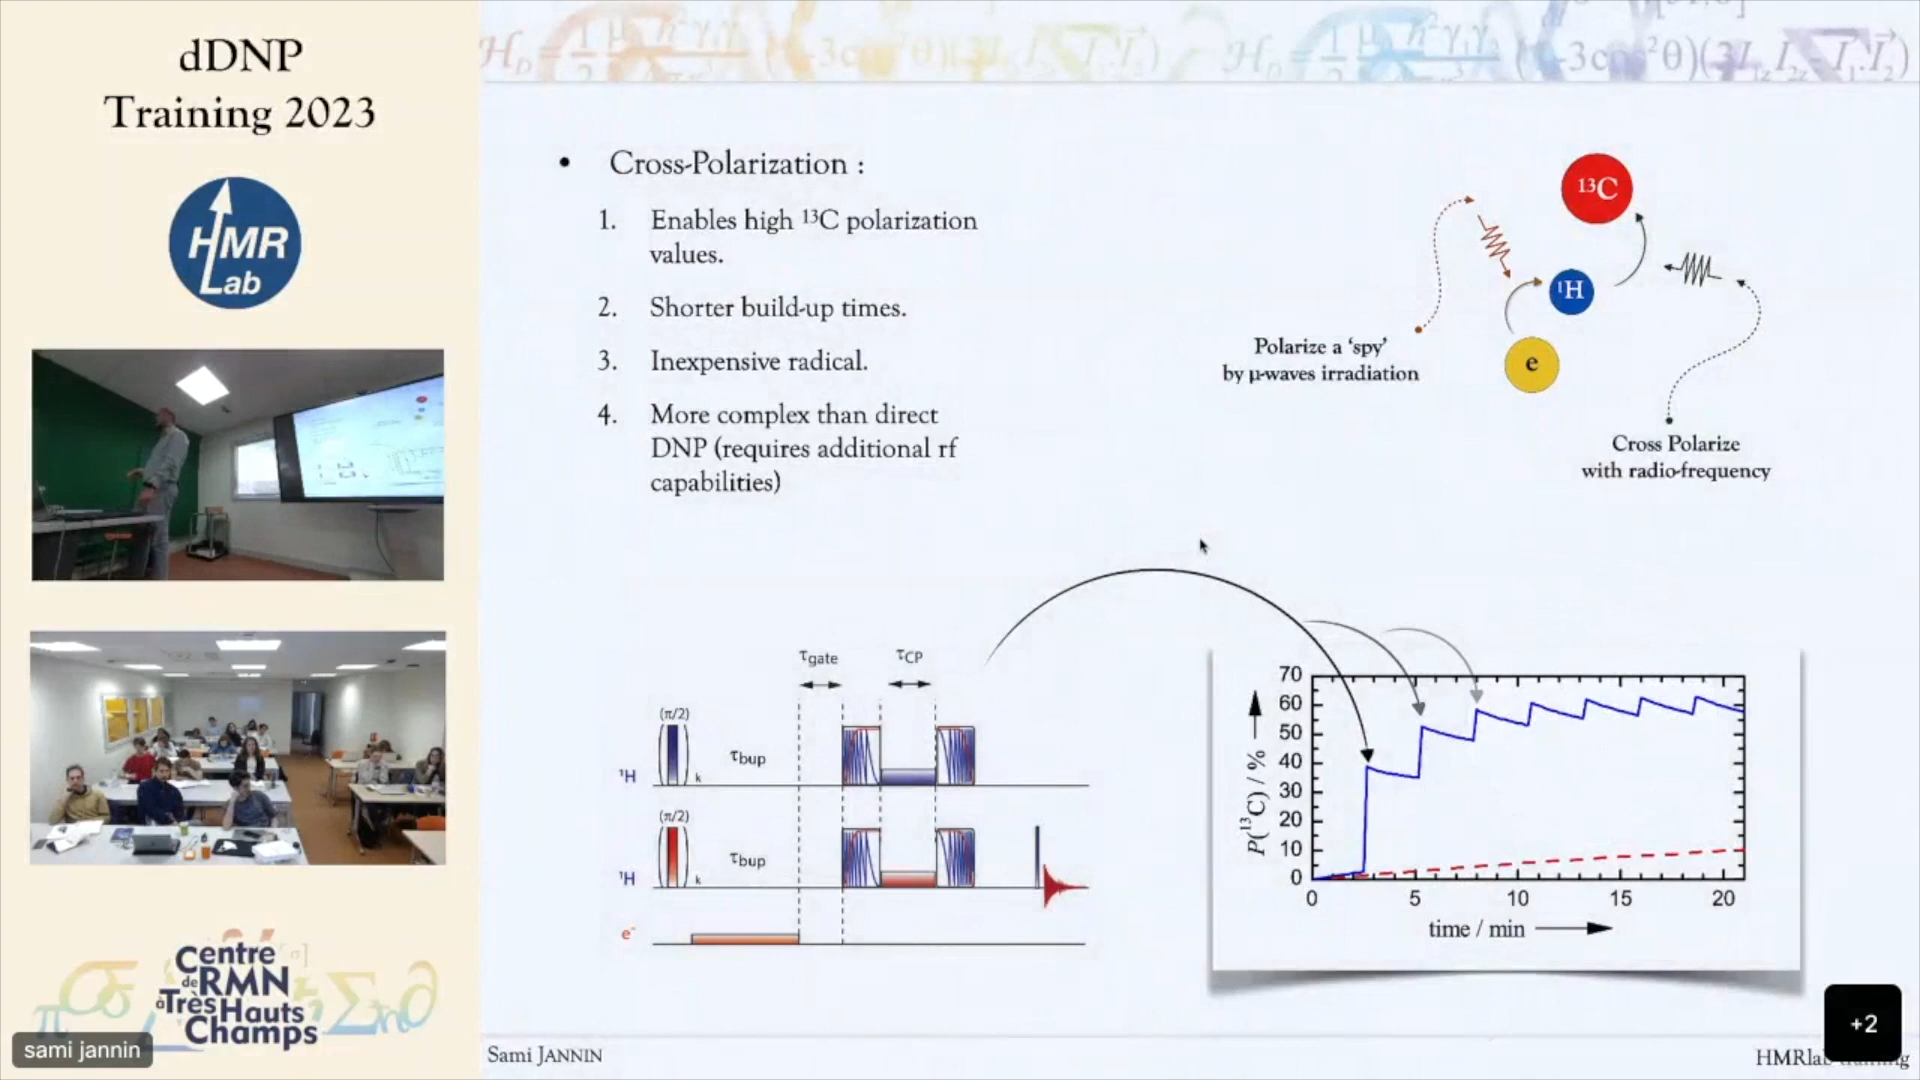 dDNP
Training 2023
HMR
Lab
Centre
de RMN
à Très Hauts
Champs
sami jannin
• Cross-Polarization :
1. Enables high ¹³C polarization
values.
2. Shorter build-up times.
3. Inexpensive radical.
4. More complex than direct
DNP (requires additional rf
capabilities)
¹³C
¹H
e
Polarize a ‘spy’
by µ-waves irradiation
Cross Polarize
with radio-frequency
τgate
τCP
(π/2)
k
τbup
¹H
(π/2)
k
τbup
¹H
e⁻
70
60
50
40
30
20
10
0
P(¹³C) / %
0 5 10 15 20
time / min
+2
Sami JANNIN